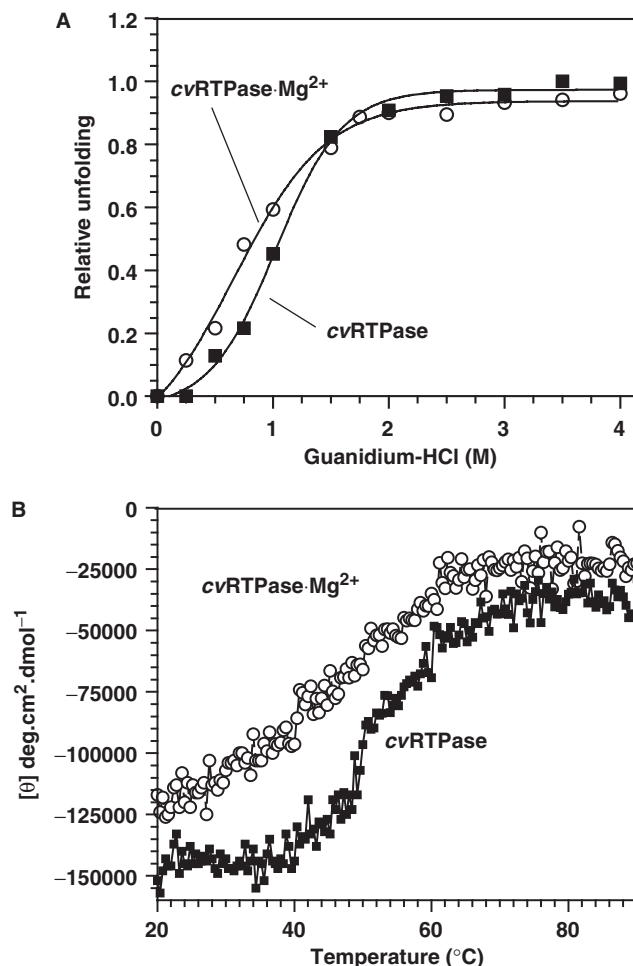 A
1.2
1.0
0.8
0.6
0.4
0.2
0.0
Relative unfolding
cvRTPase·Mg²⁺
cvRTPase
0 1 2 3 4
Guanidium-HCl (M)
B
0
−25000
−50000
−75000
−100000
−125000
−150000
[θ] deg.cm².dmol⁻¹
cvRTPase·Mg²⁺
cvRTPase
20 40 60 80
Temperature (°C)